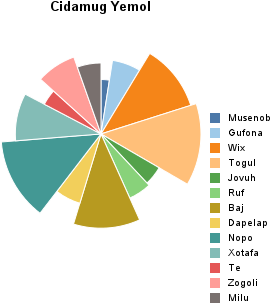 Cidamug Yemol
Musenob
Gufona
Wix
Togul
Jovuh
Ruf
Baj
Dapelap
Nopo
Xotafa
Te
Zogoli
Milu